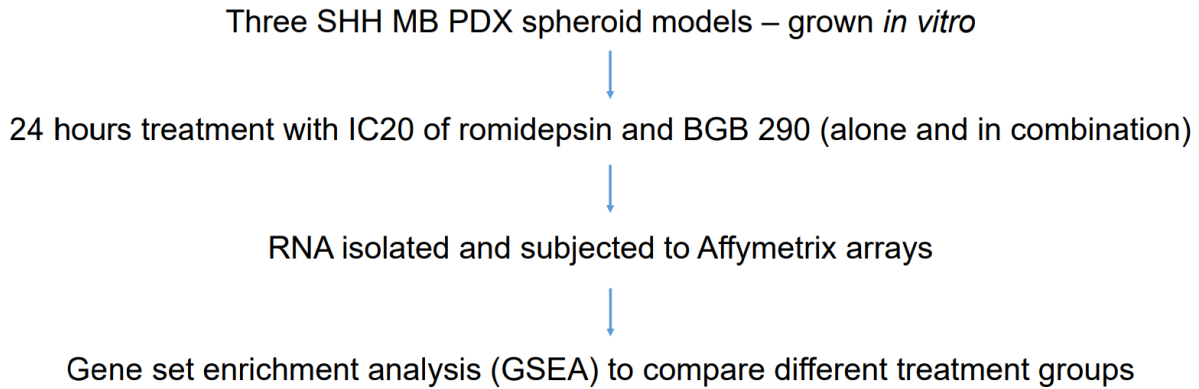 Three SHH MB PDX spheroid models – grown in vitro
24 hours treatment with IC20 of romidepsin and BGB 290 (alone and in combination)
RNA isolated and subjected to Affymetrix arrays
Gene set enrichment analysis (GSEA) to compare different treatment groups